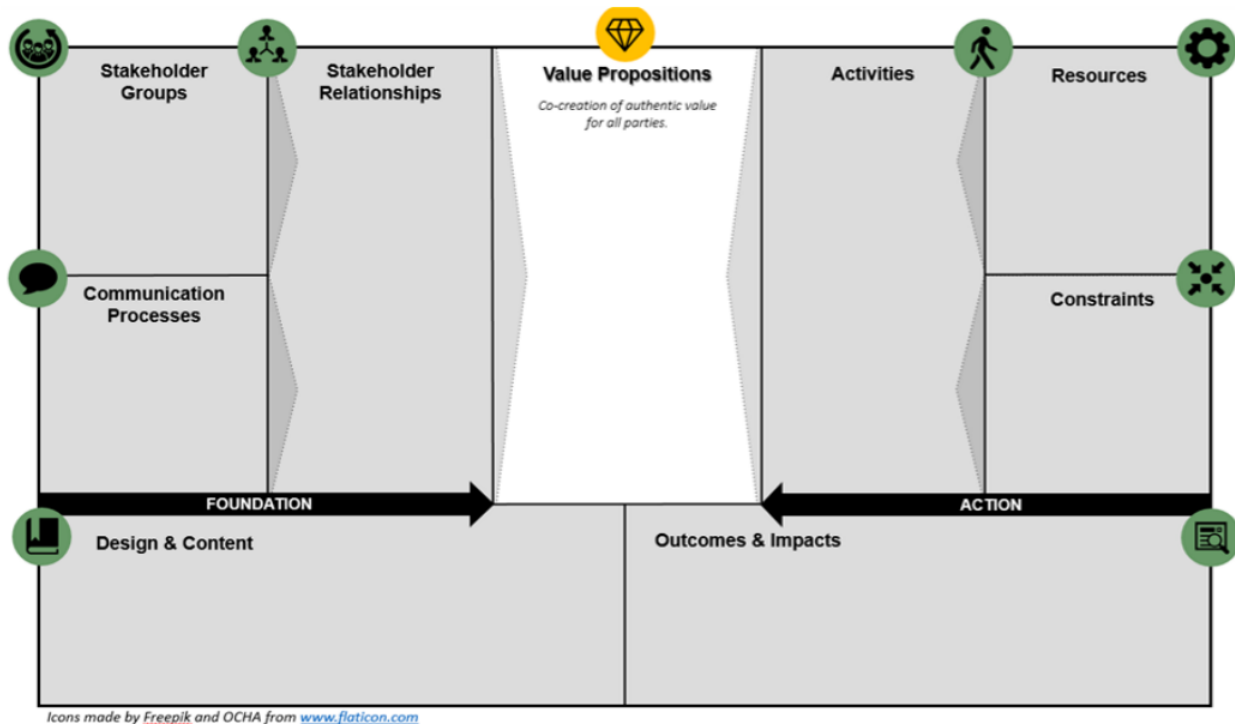 Stakeholder
Groups
Stakeholder
Relationships
Value Propositions
Co-creation of authentic value
for all parties.
Activities
Resources
Communication
Processes
Constraints
FOUNDATION
ACTION
Design & Content
Outcomes & Impacts
Icons made by Freepik and OCHA from www.flaticon.com